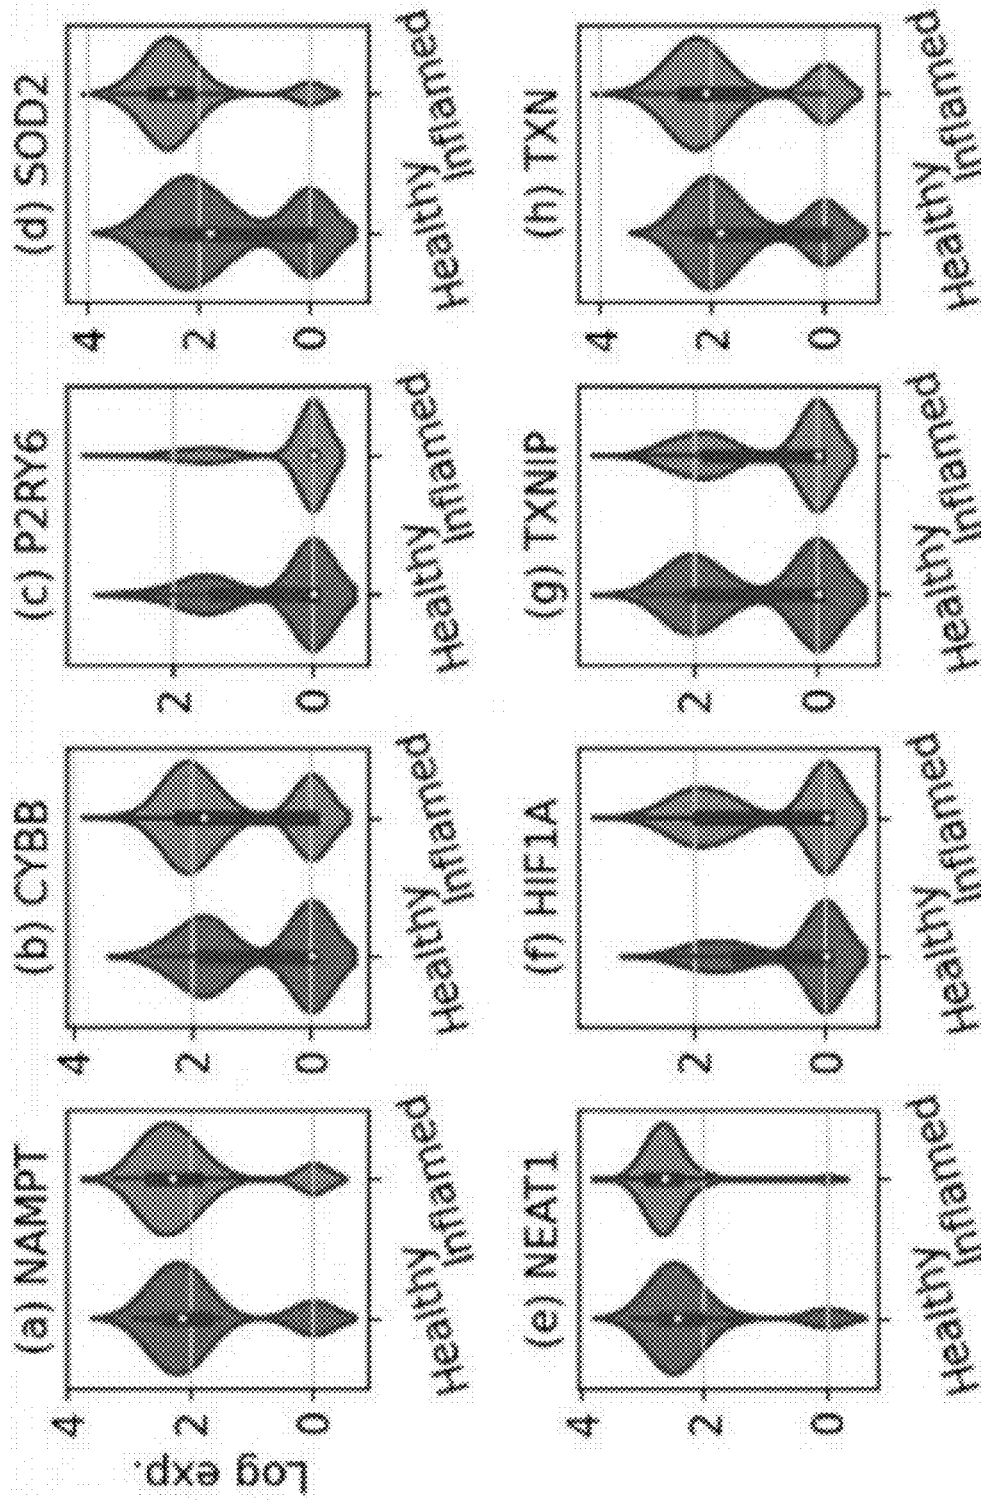 (a) NAMPT
Log exp.
4
2
0
Healthy
Inflamed
(b) CYBB
4
2
0
Healthy
Inflamed
(c) P2RY6
2
0
Healthy
Inflamed
(d) SOD2
4
2
0
Healthy
Inflamed
(e) NEAT1
4
2
0
Healthy
Inflamed
(f) HIF1A
2
0
Healthy
Inflamed
(g) TXNIP
2
0
Healthy
Inflamed
(h) TXN
4
2
0
Healthy
Inflamed